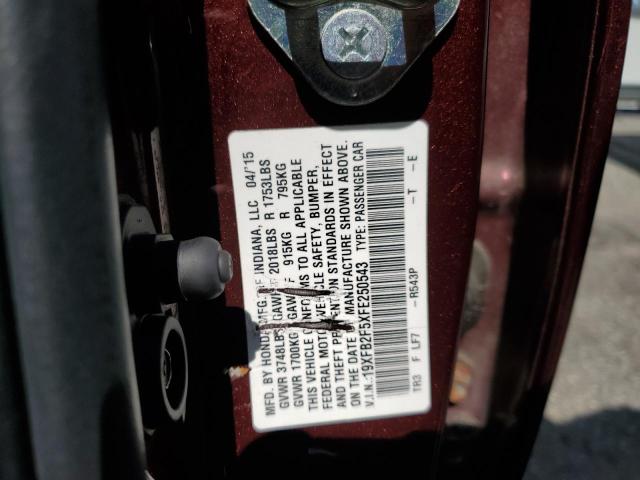 MFD. BY HONDA MFG. OF INDIANA, LLC 04/15
GVWR 3748LBS GAWR F 2018LBS R 1753LBS
GVWR 1700KG GAWR F 915KG R 795KG
THIS VEHICLE CONFORMS TO ALL APPLICABLE
FEDERAL MOTOR VEHICLE SAFETY, BUMPER,
AND THEFT PREVENTION STANDARDS IN EFFECT
ON THE DATE OF MANUFACTURE SHOWN ABOVE.
V.I.N.:19XFB2F5XFE250543 TYPE: PASSENGER CAR
TR3 F LF7 -R543P -T -E